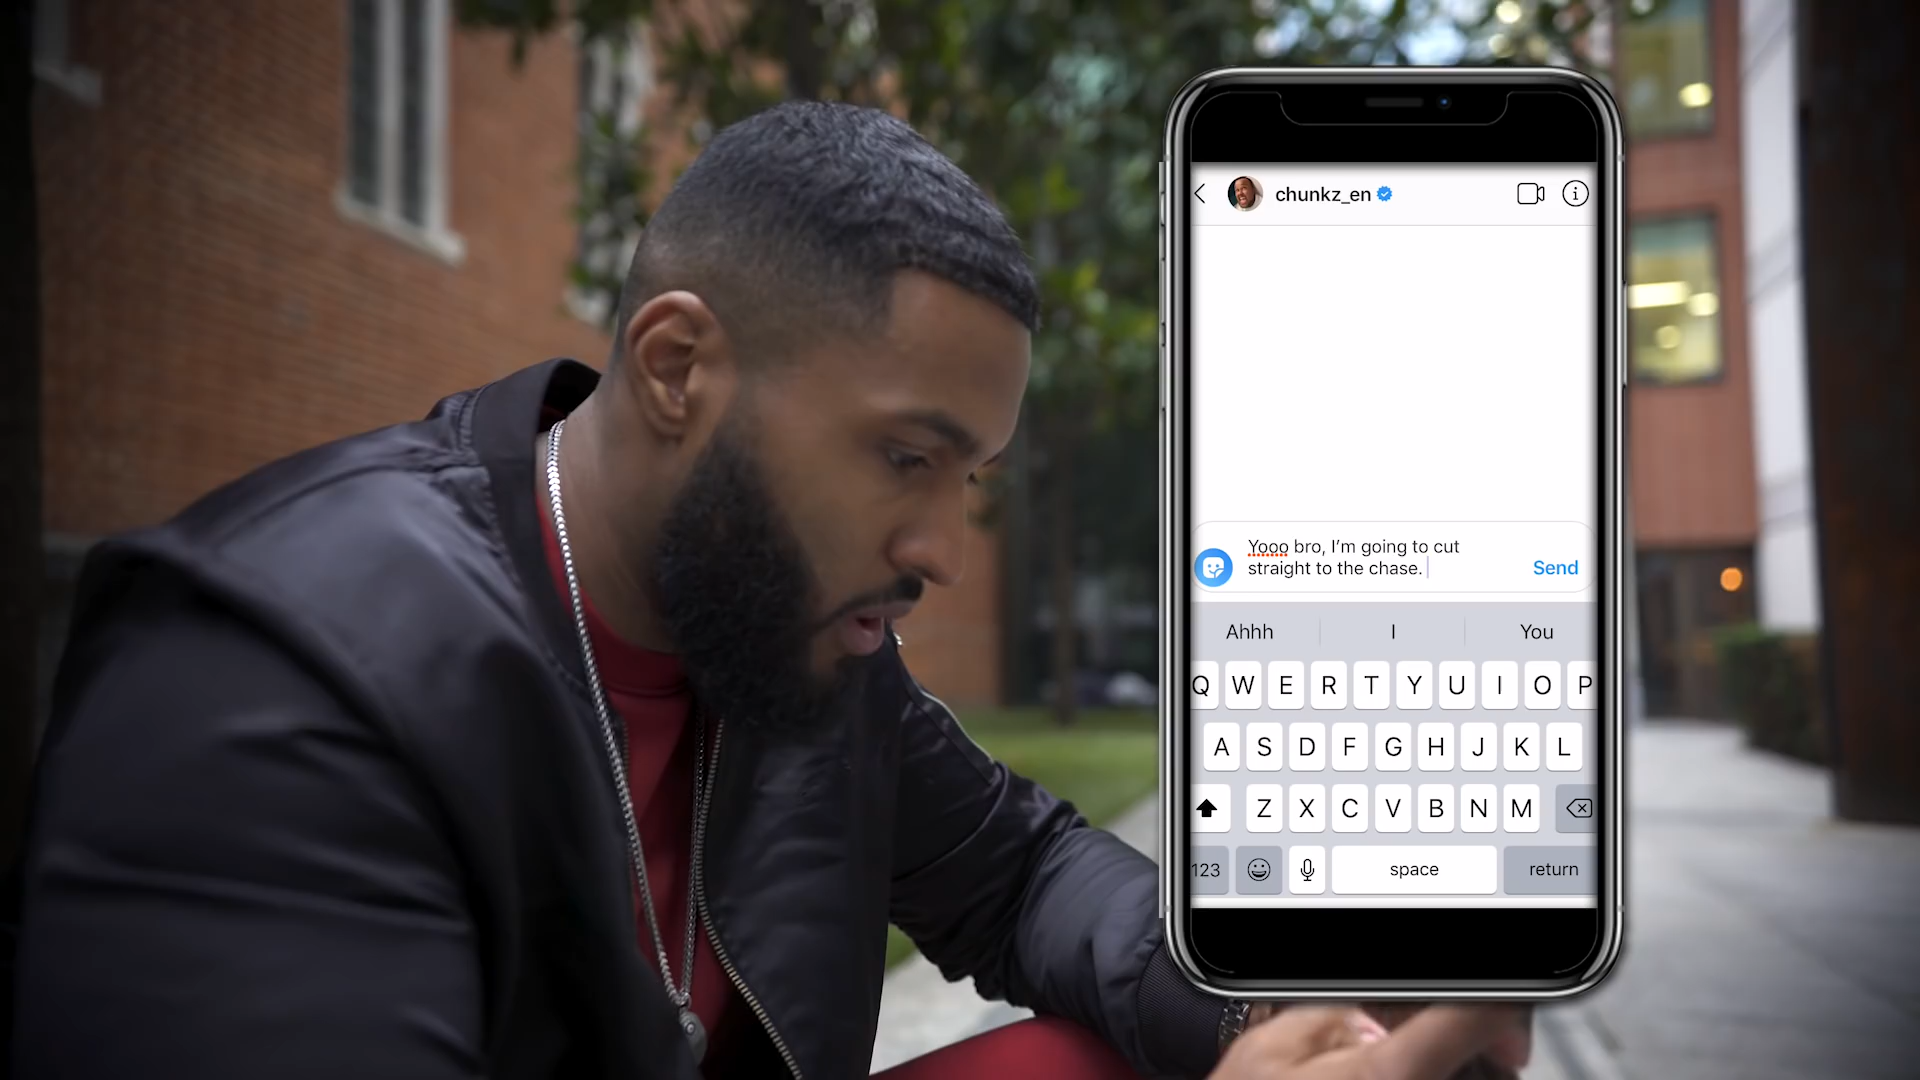 chunkz_en
Yooo bro, I'm going to cut
straight to the chase.
Send
Ahhh I You
Q W E R T Y U I O P
A S D F G H J K L
Z X C V B N M
123 space return